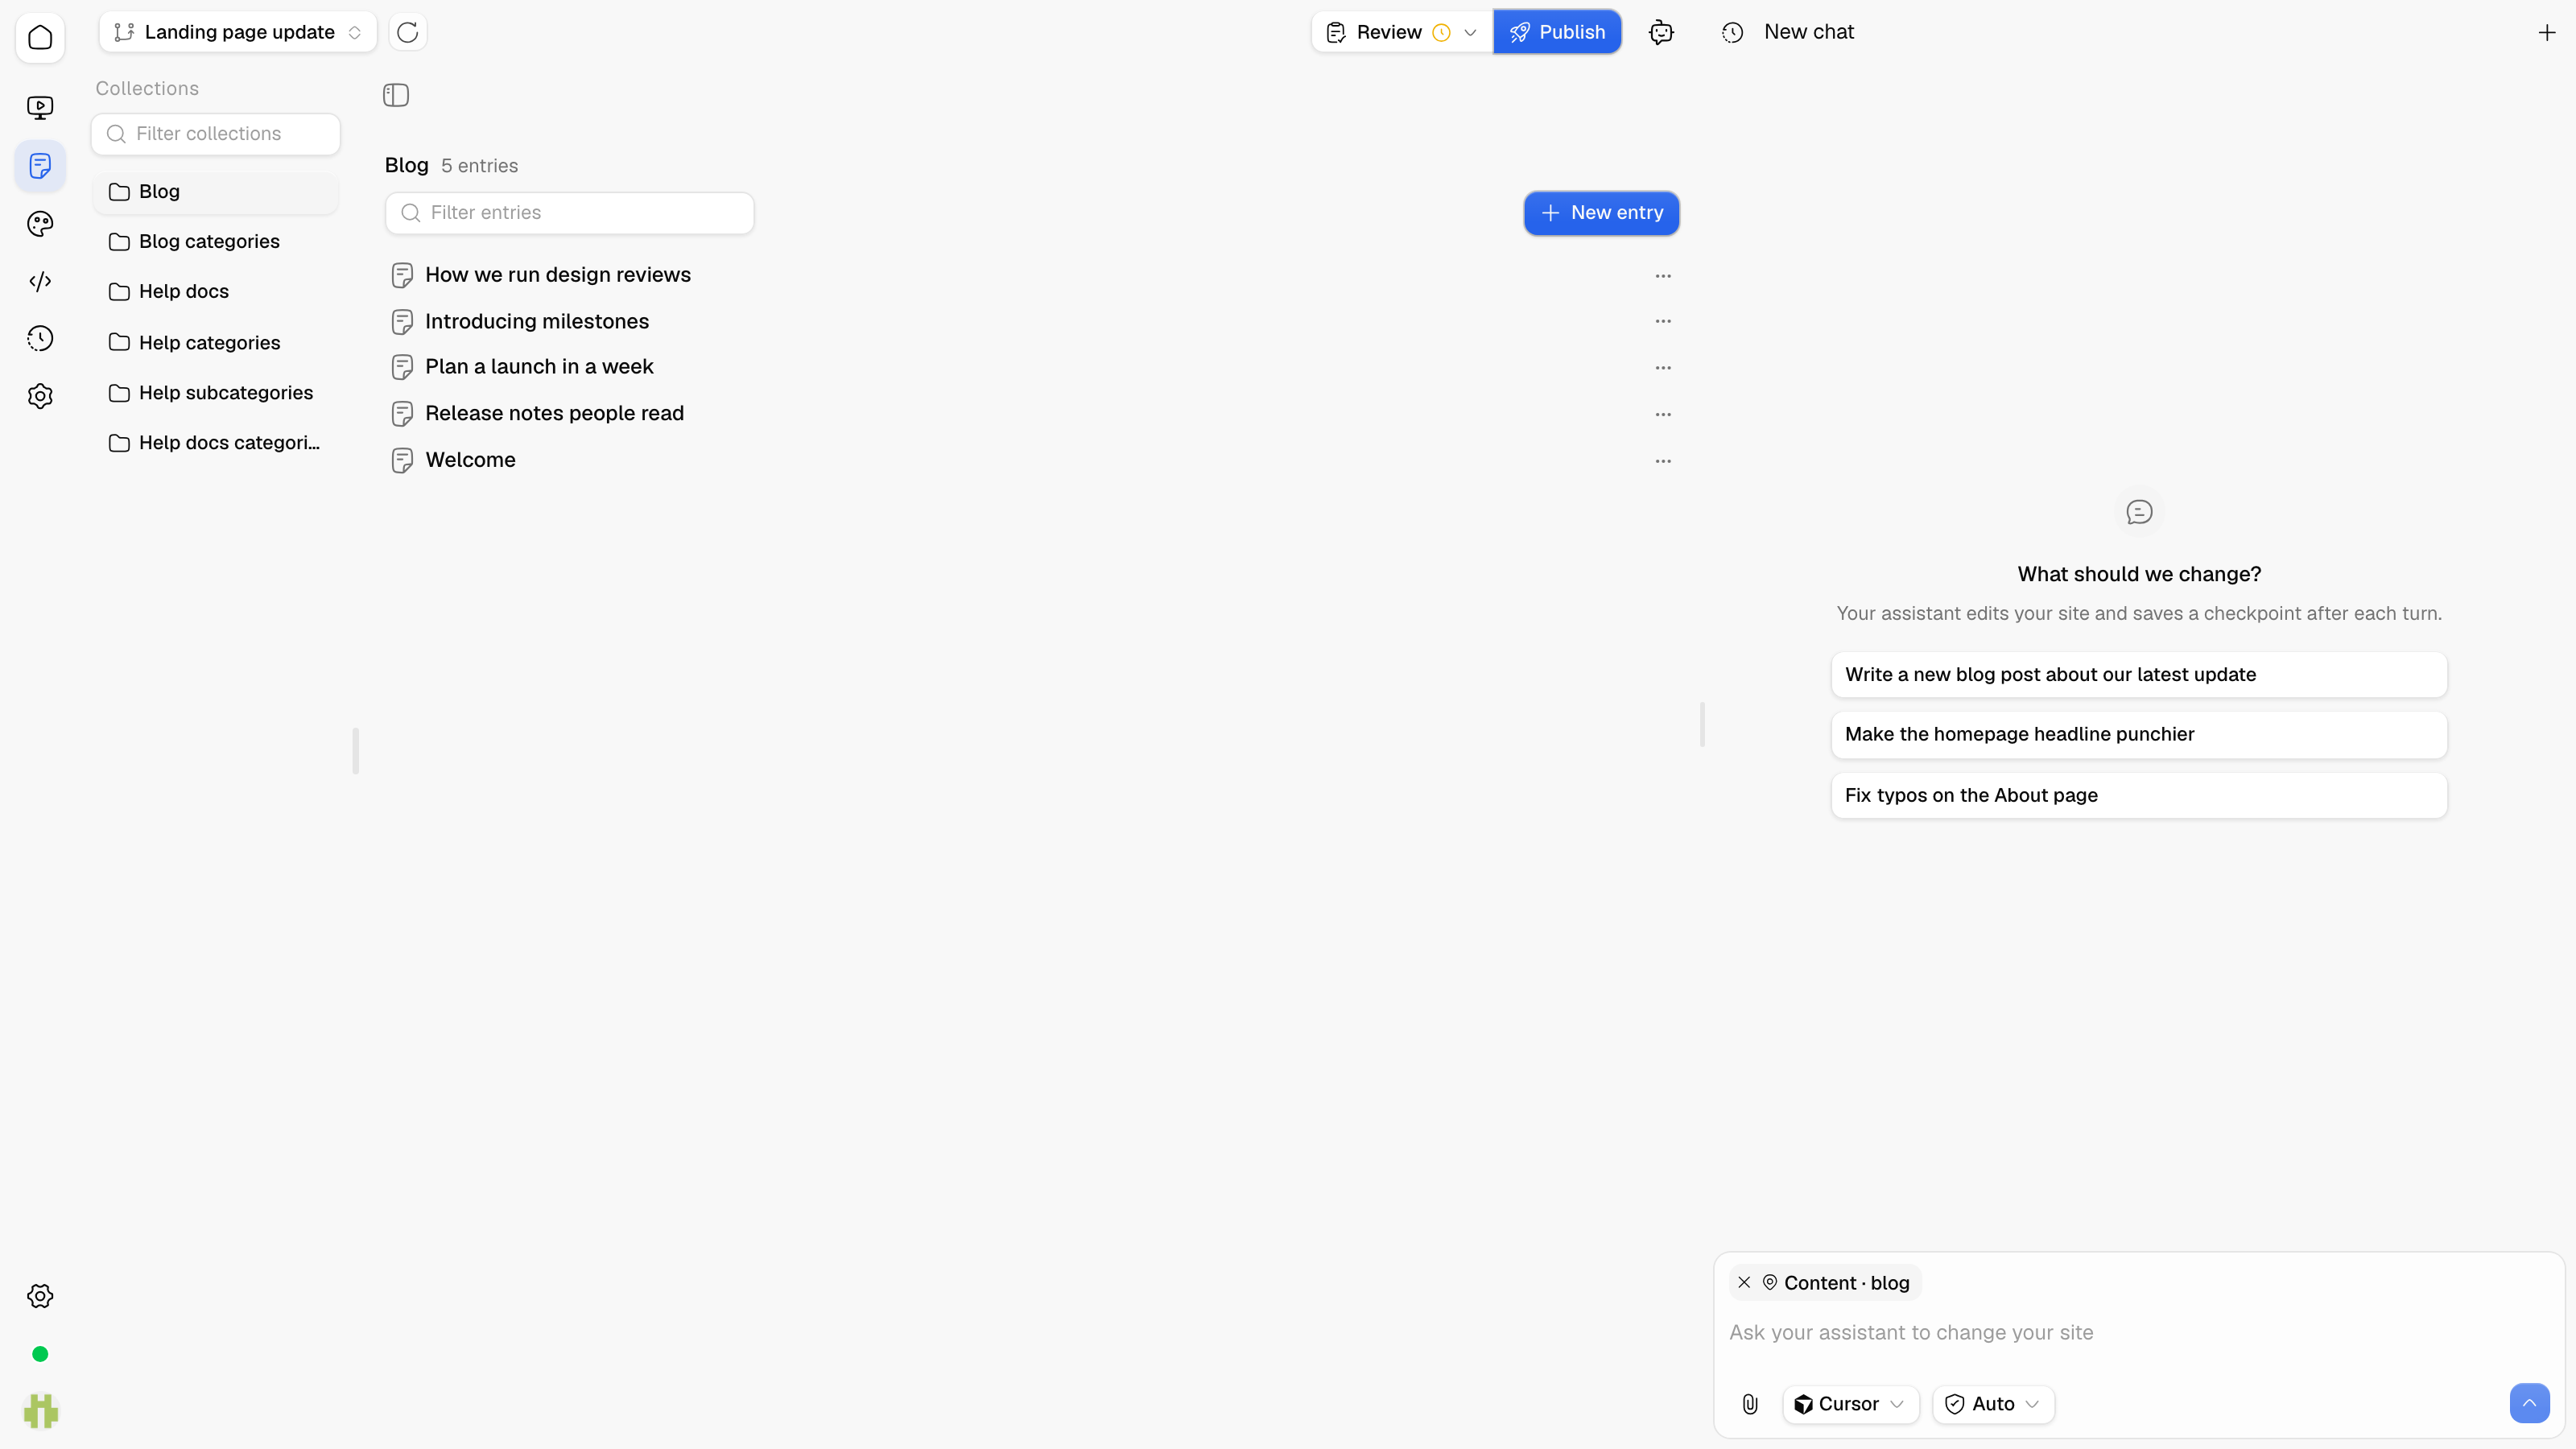 Landing page update
Review
Publish
New chat
Collections
Filter collections
Blog
Blog categories
Help docs
Help categories
Help subcategories
Help docs categori...
Blog 5 entries
Filter entries
New entry
How we run design reviews
Introducing milestones
Plan a launch in a week
Release notes people read
Welcome
What should we change?
Your assistant edits your site and saves a checkpoint after each turn.
Write a new blog post about our latest update
Make the homepage headline punchier
Fix typos on the About page
Content · blog
Ask your assistant to change your site
Cursor
Auto